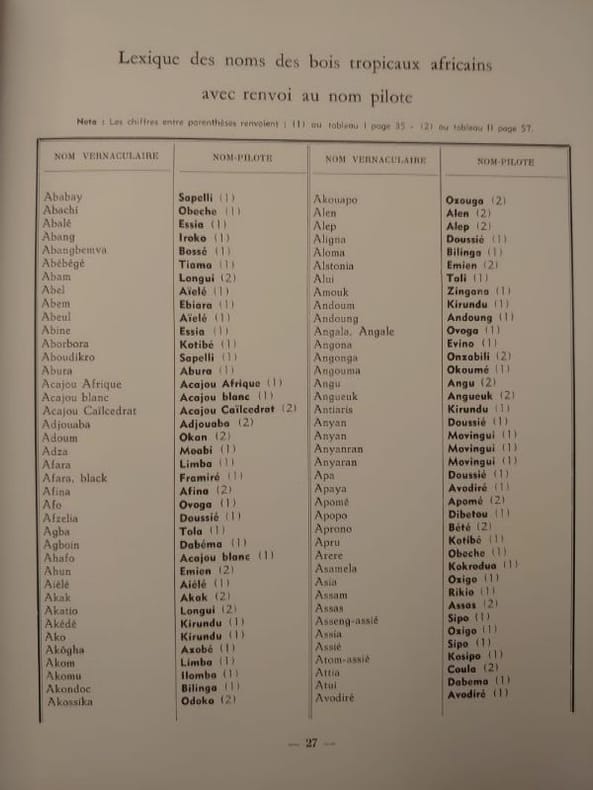 Lexique des noms des bois tropicaux africains
avec renvoi au nom pilote
Nota : Les chiffres entre parenthèses renvoient : (1) au tableau I page 35 - (2) au tableau II page 57.
NOM VERNACULAIRE NOM-PILOTE NOM VERNACULAIRE NOM-PILOTE
Ababay Sapelli (1)
Abachi Obeche (1)
Abalé Essia (1)
Abang Iroko (1)
Abangbemva Bossé (1)
Abébégé Tiama (1)
Abam Longui (2)
Abel Aïelé (1)
Abem Ebiara (1)
Abeul Aïelé (1)
Abine Essia (1)
Aborbora Kotibé (1)
Aboudikro Sapelli (1)
Abura Abura (1)
Acajou Afrique Acajou Afrique (1)
Acajou blanc Acajou blanc (1)
Acajou Caïlcedrat Acajou Caïlcedrat (2)
Adjouaba Adjouaba (2)
Adoum Okan (2)
Adza Moabi (1)
Afara Limba (1)
Afara, black Framiré (1)
Afina Afina (2)
Afo Ovoga (1)
Afzelia Doussié (1)
Agba Tola (1)
Agboin Dabéma (1)
Ahafo Acajou blanc (1)
Ahun Emien (2)
Aiélé Aiélé (1)
Akak Akak (2)
Akatio Longui (2)
Akédé Kirundu (1)
Ako Kirundu (1)
Akôgha Azobé (1)
Akom Limba (1)
Akomu Ilomba (1)
Akondoc Bilinga (1)
Akossika Odoko (2)
Akouapo Ozouga (2)
Alen Alen (2)
Alep Alep (2)
Aligna Doussié (1)
Aloma Bilinga (1)
Alstonia Emien (2)
Alui Tali (1)
Amouk Zingana (1)
Andoum Kirundu (1)
Andoung Andoung (1)
Angala, Angale Ovoga (1)
Angona Evino (1)
Angonga Onzabili (2)
Angouma Okoumé (1)
Angu Angu (2)
Angueuk Angueuk (2)
Antiaris Kirundu (1)
Anyan Doussié (1)
Anyan Movingui (1)
Anyanran Movingui (1)
Anyaran Movingui (1)
Apa Doussié (1)
Apaya Avodiré (1)
Apomé Apomé (2)
Apopo Dibetou (1)
Aprono Bété (2)
Apru Kotibé (1)
Arere Obeche (1)
Asamela Kokrodua (1)
Asia Ozigo (1)
Assam Rikio (1)
Assas Assas (2)
Asseng-assié Sipo (1)
Assia Ozigo (1)
Assié Sipo (1)
Atom-assié Kosipo (1)
Attia Coula (2)
Atui Dabema (1)
Avodiré Avodiré (1)
— 27 —